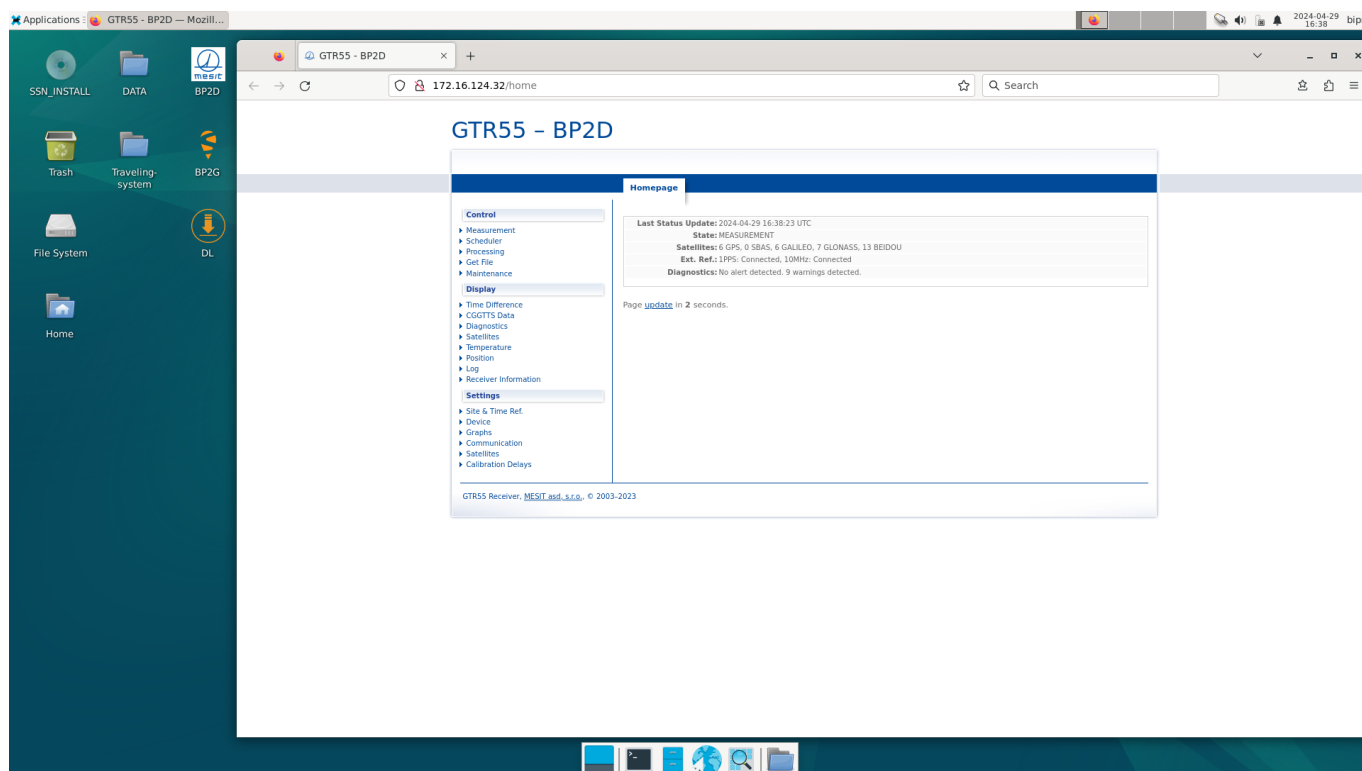 Applications
GTR55 - BP2D — Mozill...
2024-04-29
16:38
bip
SSN_INSTALL
DATA
mesit
BP2D
Trash
Traveling-
system
BP2G
File System
DL
Home
GTR55 - BP2D
172.16.124.32/home
Search
GTR55 – BP2D
Homepage
Control
Measurement
Scheduler
Processing
Get File
Maintenance
Display
Time Difference
CGGTTS Data
Diagnostics
Satellites
Temperature
Position
Log
Receiver Information
Settings
Site & Time Ref.
Device
Graphs
Communication
Satellites
Calibration Delays
Last Status Update: 2024-04-29 16:38:23 UTC
State: MEASUREMENT
Satellites: 6 GPS, 0 SBAS, 6 GALILEO, 7 GLONASS, 13 BEIDOU
Ext. Ref.: 1PPS: Connected, 10MHz: Connected
Diagnostics: No alert detected. 9 warnings detected.
Page update in 2 seconds.
GTR55 Receiver, MESIT asd, s.r.o., © 2003-2023